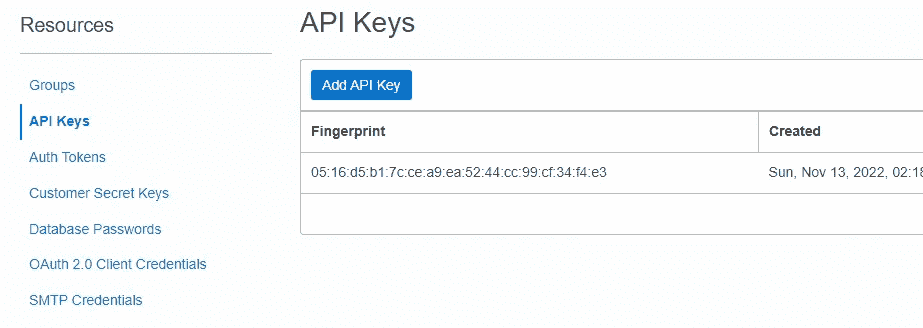 Resources
Groups
API Keys
Auth Tokens
Customer Secret Keys
Database Passwords
OAuth 2.0 Client Credentials
SMTP Credentials
API Keys
Add API Key
Fingerprint Created
05:16:d5:b1:7c:ce:a9:ea:52:44:cc:99:cf:34:f4:e3 Sun, Nov 13, 2022, 02:18